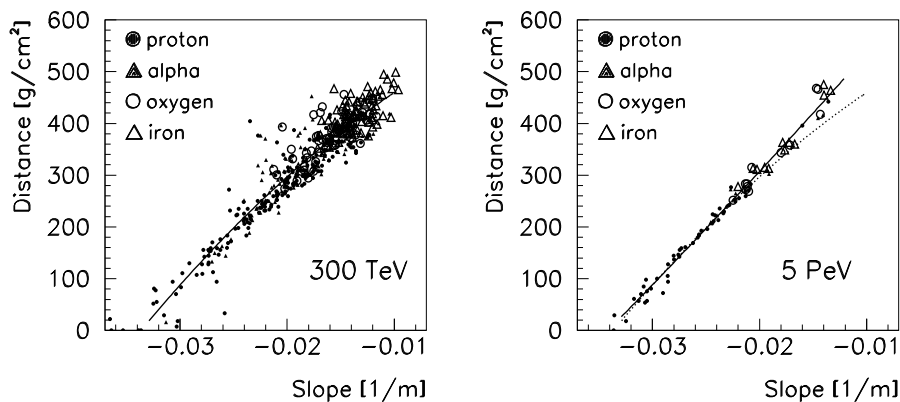 600
500
400
300
200
100
0
Distance [g/cm²]
proton
alpha
oxygen
iron
300 TeV
−0.03
−0.02
−0.01
Slope [1/m]
600
500
400
300
200
100
0
Distance [g/cm²]
proton
alpha
oxygen
iron
5 PeV
−0.03
−0.02
−0.01
Slope [1/m]